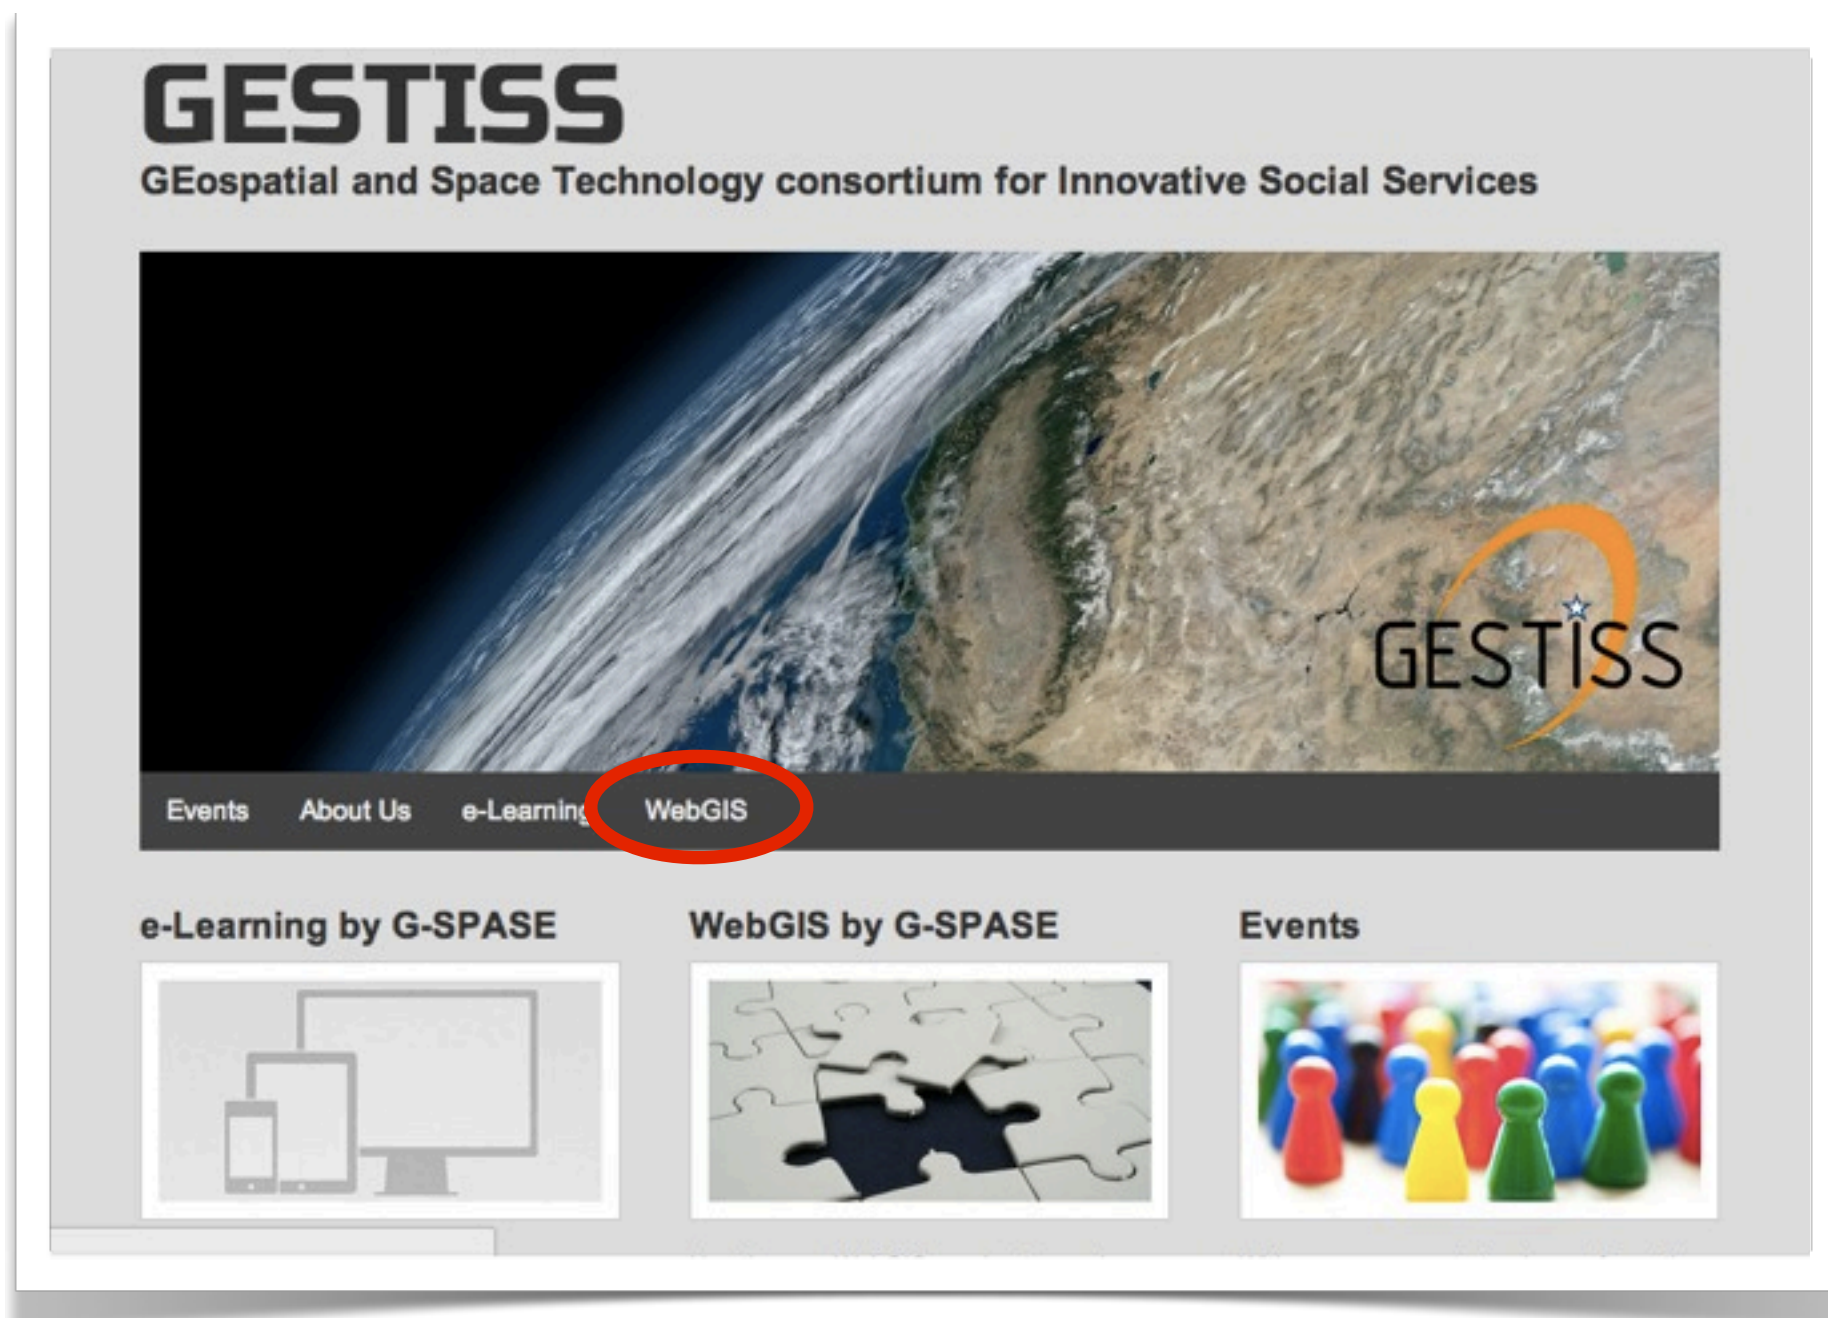 GESTISS
GEospatial and Space Technology consortium for Innovative Social Services
GESTISS
Events About Us e-Learning WebGIS
e-Learning by G-SPASE
WebGIS by G-SPASE
Events